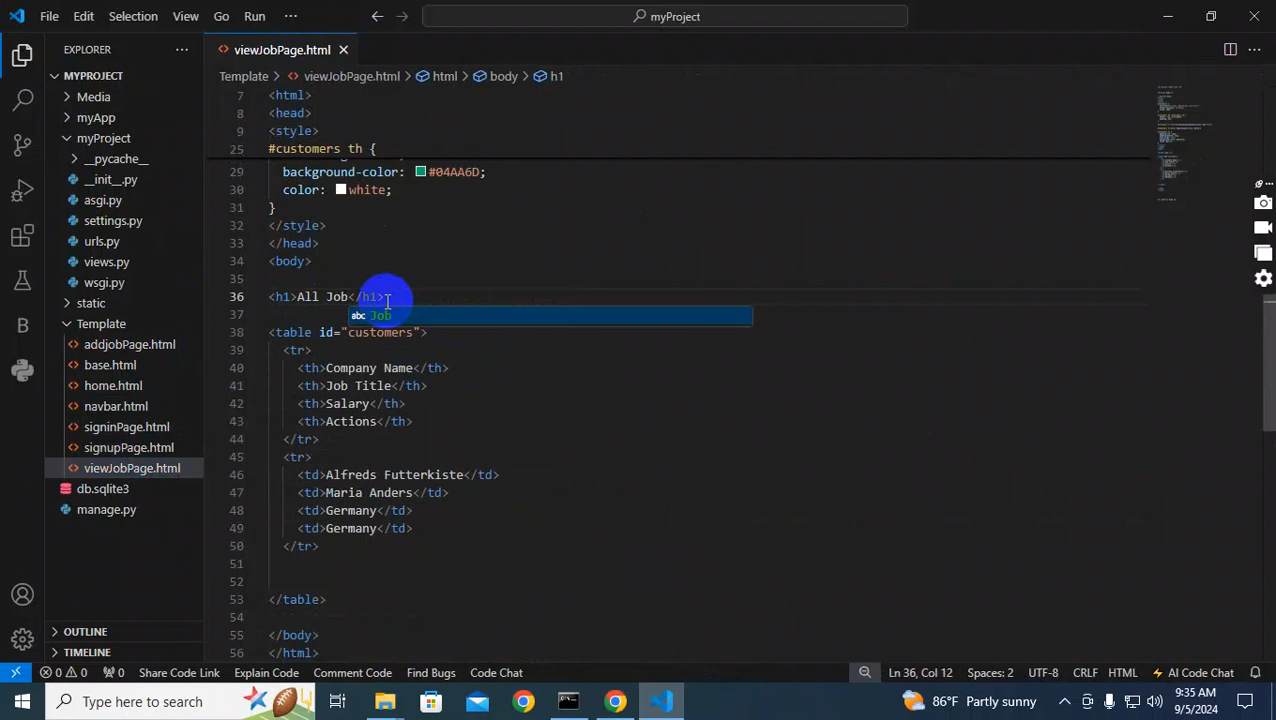 File Edit Selection View Go Run ··· myProject
EXPLORER ···
viewJobPage.html
Template > viewJobPage.html > html > body > h1
MYPROJECT
Media
myApp
myProject
__pycache__
__init__.py
asgi.py
settings.py
urls.py
views.py
wsgi.py
static
Template
addjobPage.html
base.html
home.html
navbar.html
signinPage.html
signupPage.html
viewJobPage.html
db.sqlite3
manage.py
OUTLINE
TIMELINE
7 <html>
8 <head>
9 <style>
25 #customers th {
29 background-color: #04AA6D;
30 color: white;
31 }
32 </style>
33 </head>
34 <body>
35
36 <h1>All Job</h1>
abc Job
37
38 <table id="customers">
39 <tr>
40 <th>Company Name</th>
41 <th>Job Title</th>
42 <th>Salary</th>
43 <th>Actions</th>
44 </tr>
45 <tr>
46 <td>Alfreds Futterkiste</td>
47 <td>Maria Anders</td>
48 <td>Germany</td>
49 <td>Germany</td>
50 </tr>
51
52
53 </table>
54
55 </body>
56 </html>
0 0 0 Share Code Link Explain Code Comment Code Find Bugs Code Chat Ln 36, Col 12 Spaces: 2 UTF-8 CRLF HTML AI Code Chat
Type here to search 86°F Partly sunny
9:35 AM
9/5/2024